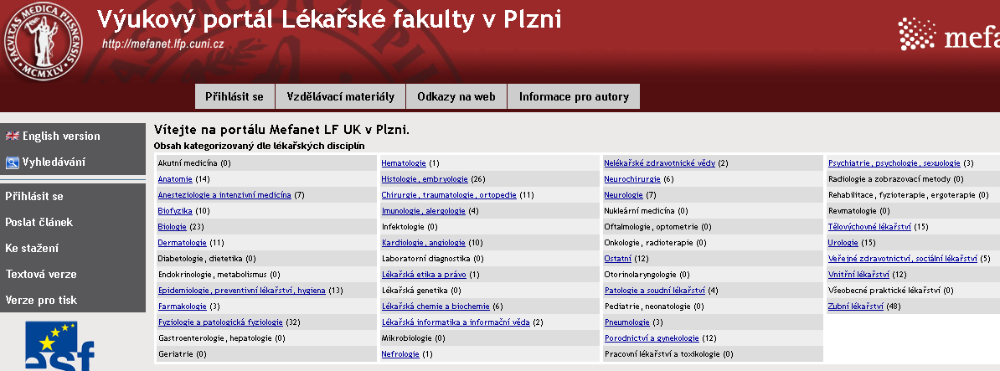 FACVLTAS MEDICA PILSNENSIS
MCMXLV
Výukový portál Lékařské fakulty v Plzni
http://mefanet.lfp.cuni.cz
Přihlásit se
Vzdělávací materiály
Odkazy na web
Informace pro autory
English version
Vyhledávání
Přihlásit se
Poslat článek
Ke stažení
Textová verze
Verze pro tisk
esf
Vítejte na portálu Mefanet LF UK v Plzni.
Obsah kategorizovaný dle lékařských disciplín
Akutní medicína (0)
Anatomie (14)
Anesteziologie a intenzivní medicína (7)
Biofyzika (10)
Biologie (23)
Dermatologie (11)
Diabetologie, dietetika (0)
Endokrinologie, metabolismus (0)
Epidemiologie, preventivní lékařství, hygiena (13)
Farmakologie (3)
Fyziologie a patologická fyziologie (32)
Gastroenterologie, hepatologie (0)
Geriatrie (0)
Hematologie (1)
Histologie, embryologie (26)
Chirurgie, traumatologie, ortopedie (11)
Imunologie, alergologie (4)
Infektologie (0)
Kardiologie, angiologie (10)
Laboratorní diagnostika (0)
Lékařská etika a právo (1)
Lékařská genetika (0)
Lékařská chemie a biochemie (6)
Lékařská informatika a informační věda (2)
Mikrobiologie (0)
Nefrologie (1)
Nelékařské zdravotnické vědy (2)
Neurochirurgie (6)
Neurologie (7)
Nukleární medicína (0)
Oftalmologie, optometrie (0)
Onkologie, radioterapie (0)
Ostatní (12)
Otorinolaryngologie (0)
Patologie a soudní lékařství (4)
Pediatrie, neonatologie (0)
Pneumologie (3)
Porodnictví a gynekologie (12)
Pracovní lékařství a toxikologie (0)
Psychiatrie, psychologie, sexuologie (3)
Radiologie a zobrazovací metody (0)
Rehabilitace, fyzioterapie, ergoterapie (0)
Revmatologie (0)
Tělovýchovné lékařství (15)
Urologie (15)
Veřejné zdravotnictví, sociální lékařství (5)
Vnitřní lékařství (12)
Všeobecné praktické lékařství (0)
Zubní lékařství (48)